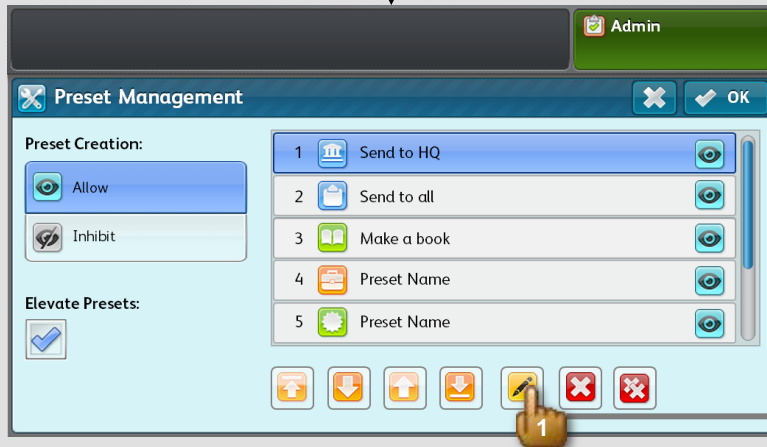 Admin
Preset Management
OK
Preset Creation:
Allow
Inhibit
Elevate Presets:
1 Send to HQ
2 Send to all
3 Make a book
4 Preset Name
5 Preset Name
1